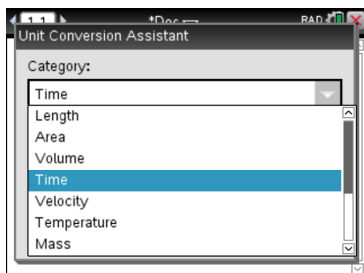 1.1 *Doc RAD
Unit Conversion Assistant
Category:
Time
Length
Area
Volume
Time
Velocity
Temperature
Mass